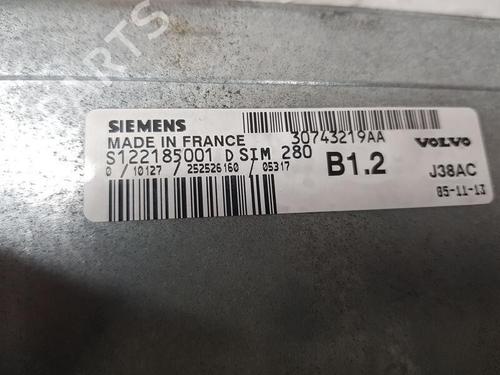 PARTS
SIEMENS
MADE IN FRANCE
30743219AA
VOLVO
S122185001 D SIM 280
0 / 10127 / 252526160 / 05317
B1.2
J38AC
05-11-13